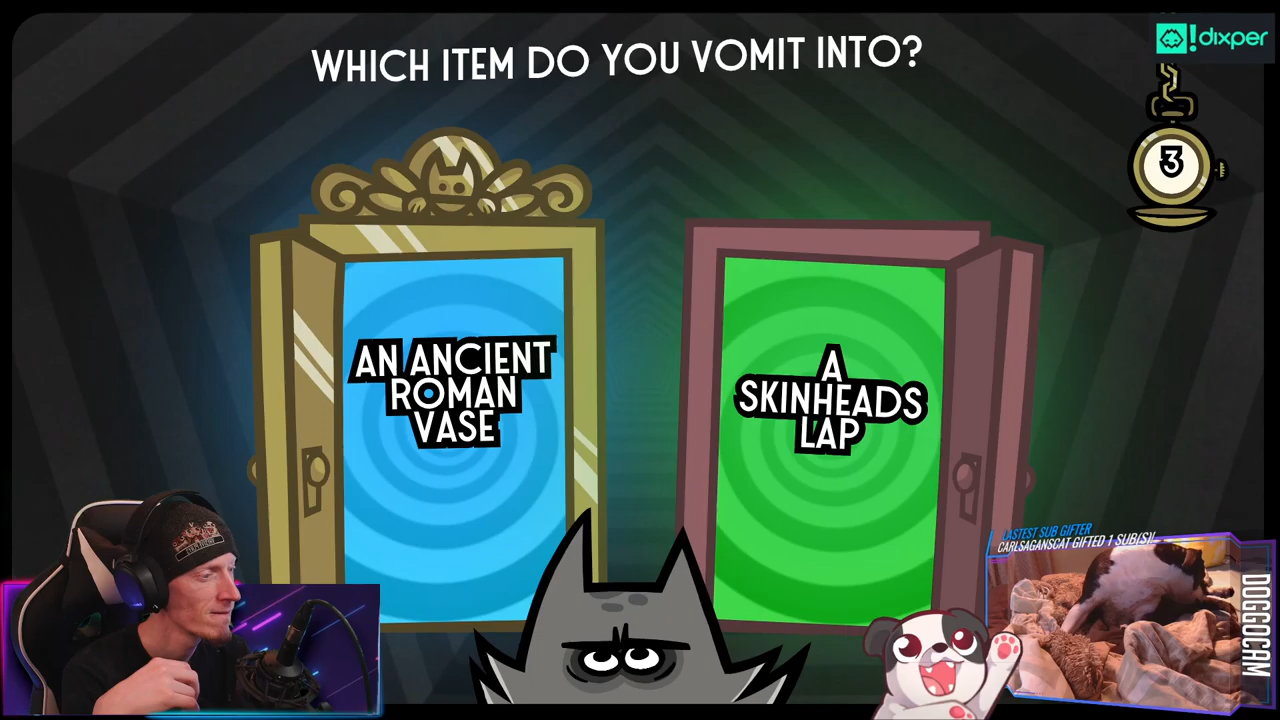 WHICH ITEM DO YOU VOMIT INTO?
!dixper
3
AN ANCIENT
ROMAN
VASE
A
SKINHEADS
LAP
LASTEST SUB GIFTER
CARLSAGANSCAT GIFTED 1 SUB(S)!
DOGGOCAM